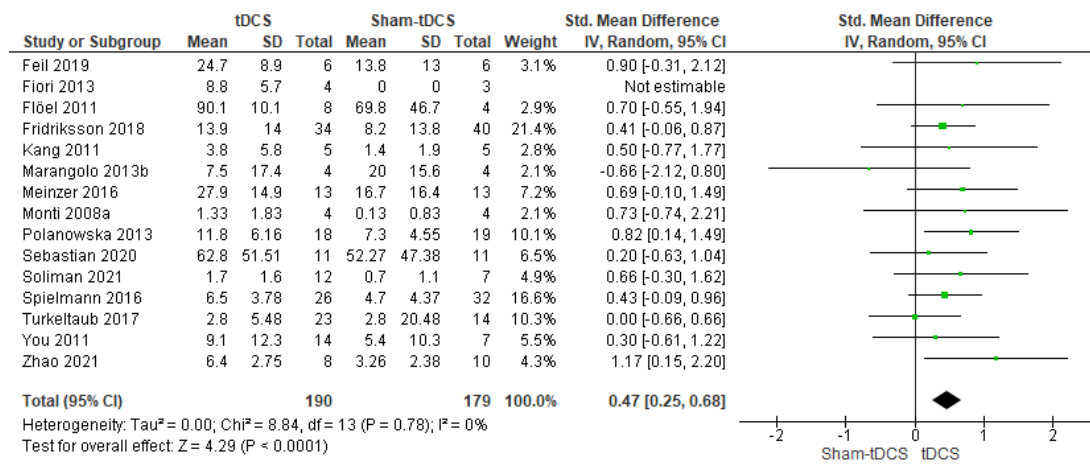 tDCS Sham-tDCS Std. Mean Difference Std. Mean Difference
Study or Subgroup Mean SD Total Mean SD Total Weight IV, Random, 95% CI IV, Random, 95% CI
Feil 2019 24.7 8.9 6 13.8 13 6 3.1% 0.90 [-0.31, 2.12]
Fiori 2013 8.8 5.7 4 0 0 3 Not estimable
Flöel 2011 90.1 10.1 8 69.8 46.7 4 2.9% 0.70 [-0.55, 1.94]
Fridriksson 2018 13.9 14 34 8.2 13.8 40 21.4% 0.41 [-0.06, 0.87]
Kang 2011 3.8 5.8 5 1.4 1.9 5 2.8% 0.50 [-0.77, 1.77]
Marangolo 2013b 7.5 17.4 4 20 15.6 4 2.1% -0.66 [-2.12, 0.80]
Meinzer 2016 27.9 14.9 13 16.7 16.4 13 7.2% 0.69 [-0.10, 1.49]
Monti 2008a 1.33 1.83 4 0.13 0.83 4 2.1% 0.73 [-0.74, 2.21]
Polanowska 2013 11.8 6.16 18 7.3 4.55 19 10.1% 0.82 [0.14, 1.49]
Sebastian 2020 62.8 51.51 11 52.27 47.38 11 6.5% 0.20 [-0.63, 1.04]
Soliman 2021 1.7 1.6 12 0.7 1.1 7 4.9% 0.66 [-0.30, 1.62]
Spielmann 2016 6.5 3.78 26 4.7 4.37 32 16.6% 0.43 [-0.09, 0.96]
Turkeltaub 2017 2.8 5.48 23 2.8 20.48 14 10.3% 0.00 [-0.66, 0.66]
You 2011 9.1 12.3 14 5.4 10.3 7 5.5% 0.30 [-0.61, 1.22]
Zhao 2021 6.4 2.75 8 3.26 2.38 10 4.3% 1.17 [0.15, 2.20]
Total (95% CI) 190 179 100.0% 0.47 [0.25, 0.68]
Heterogeneity: Tau² = 0.00; Chi² = 8.84, df = 13 (P = 0.78); I² = 0%
Test for overall effect: Z = 4.29 (P < 0.0001)
-2 -1 0 1 2
Sham-tDCS tDCS